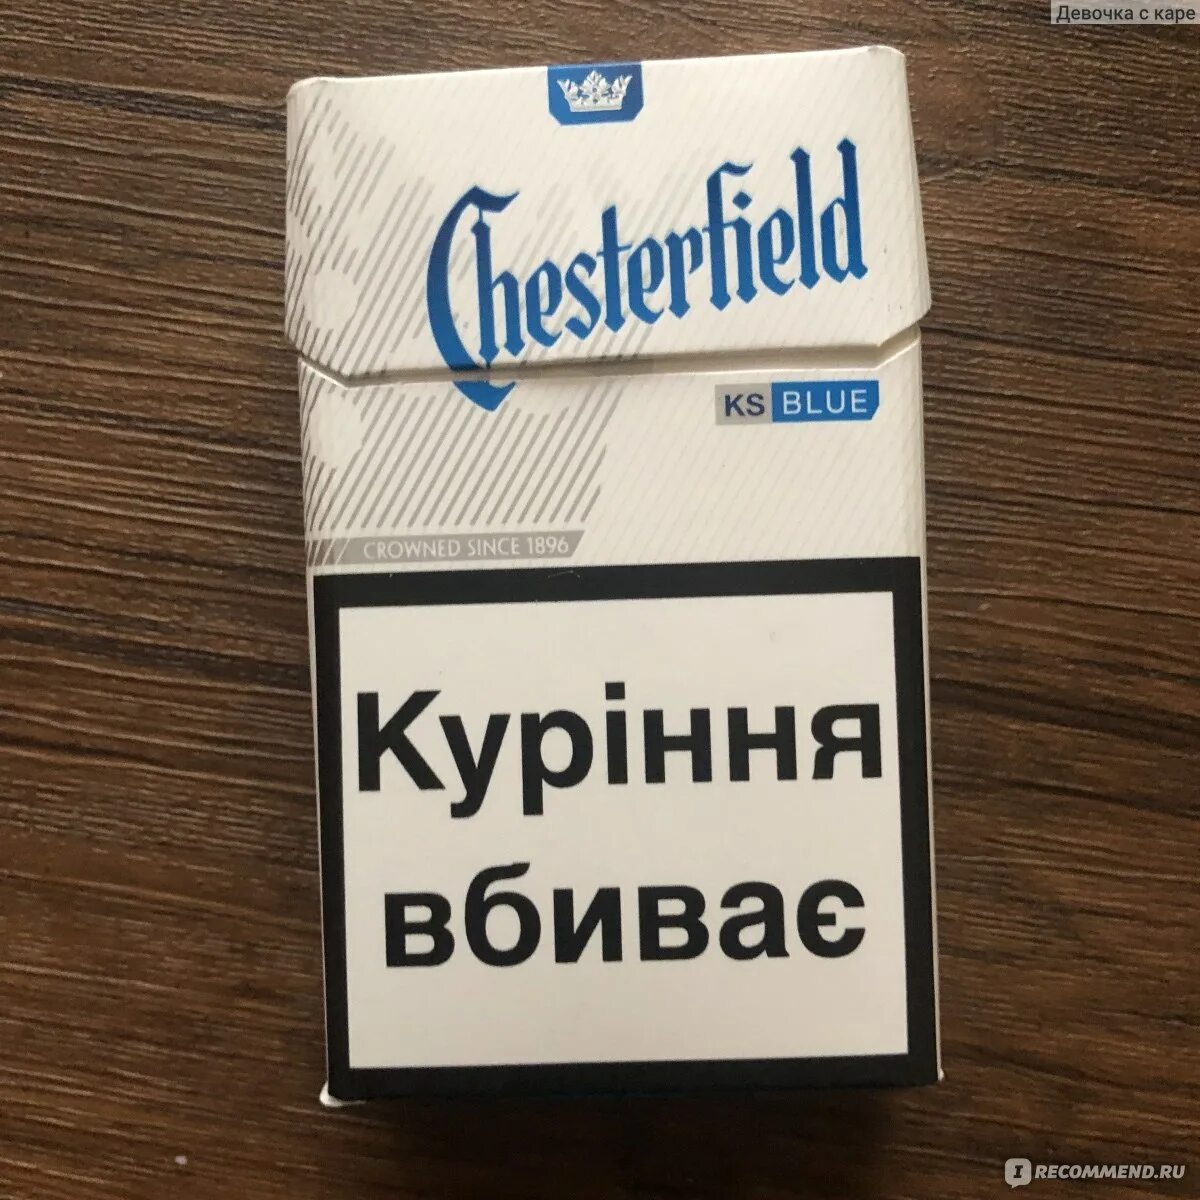 Девочка с каре
Chesterfield
KS BLUE
CROWNED SINCE 1896
Куріння
вбиває
I RECOMMEND.RU